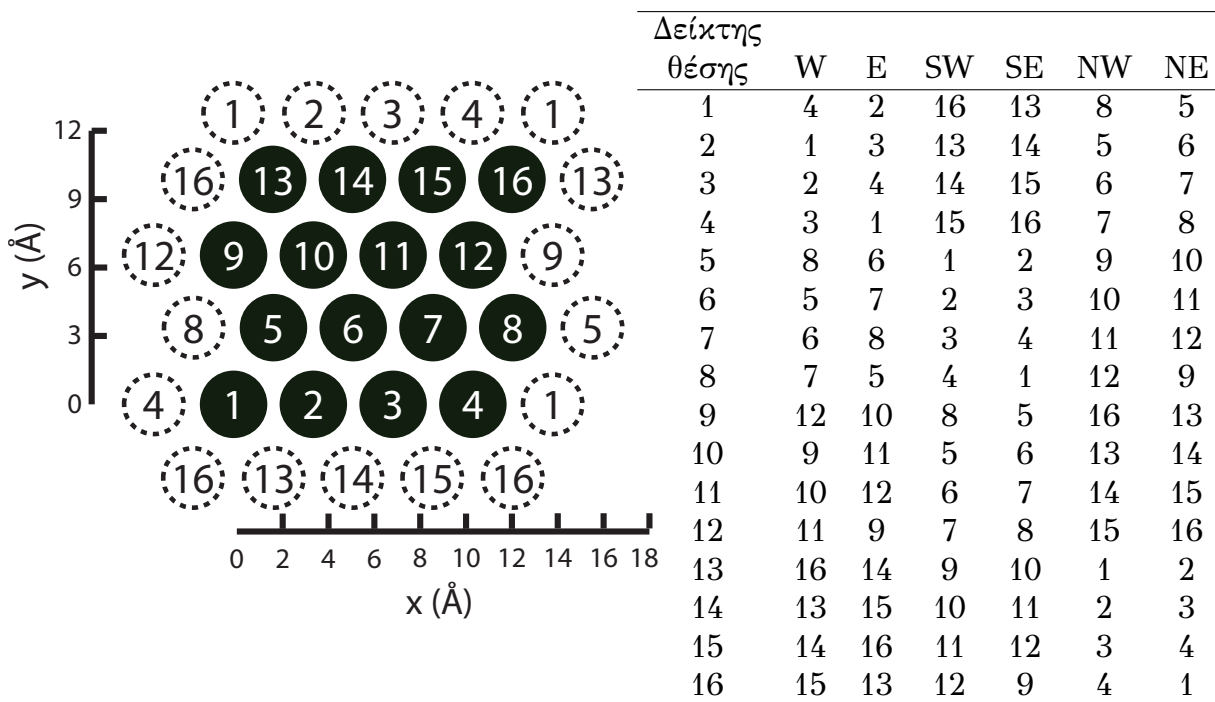 1 2 3 4 1
16 13 14 15 16 13
12 9 10 11 12 9
8 5 6 7 8 5
4 1 2 3 4 1
16 13 14 15 16
12
9
6
3
0
y (Å)
0 2 4 6 8 10 12 14 16 18
x (Å)
Δείκτης
θέσης W E SW SE NW NE
1 4 2 16 13 8 5
2 1 3 13 14 5 6
3 2 4 14 15 6 7
4 3 1 15 16 7 8
5 8 6 1 2 9 10
6 5 7 2 3 10 11
7 6 8 3 4 11 12
8 7 5 4 1 12 9
9 12 10 8 5 16 13
10 9 11 5 6 13 14
11 10 12 6 7 14 15
12 11 9 7 8 15 16
13 16 14 9 10 1 2
14 13 15 10 11 2 3
15 14 16 11 12 3 4
16 15 13 12 9 4 1